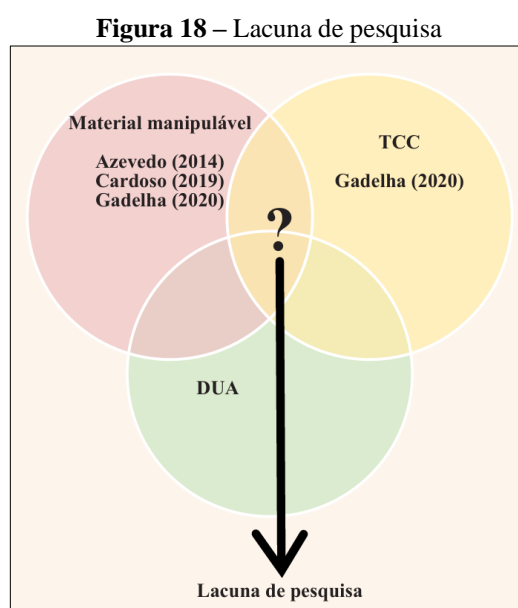 Figura 18 – Lacuna de pesquisa
Material manipulável
Azevedo (2014)
Cardoso (2019)
Gadelha (2020)
TCC
Gadelha (2020)
?
DUA
Lacuna de pesquisa